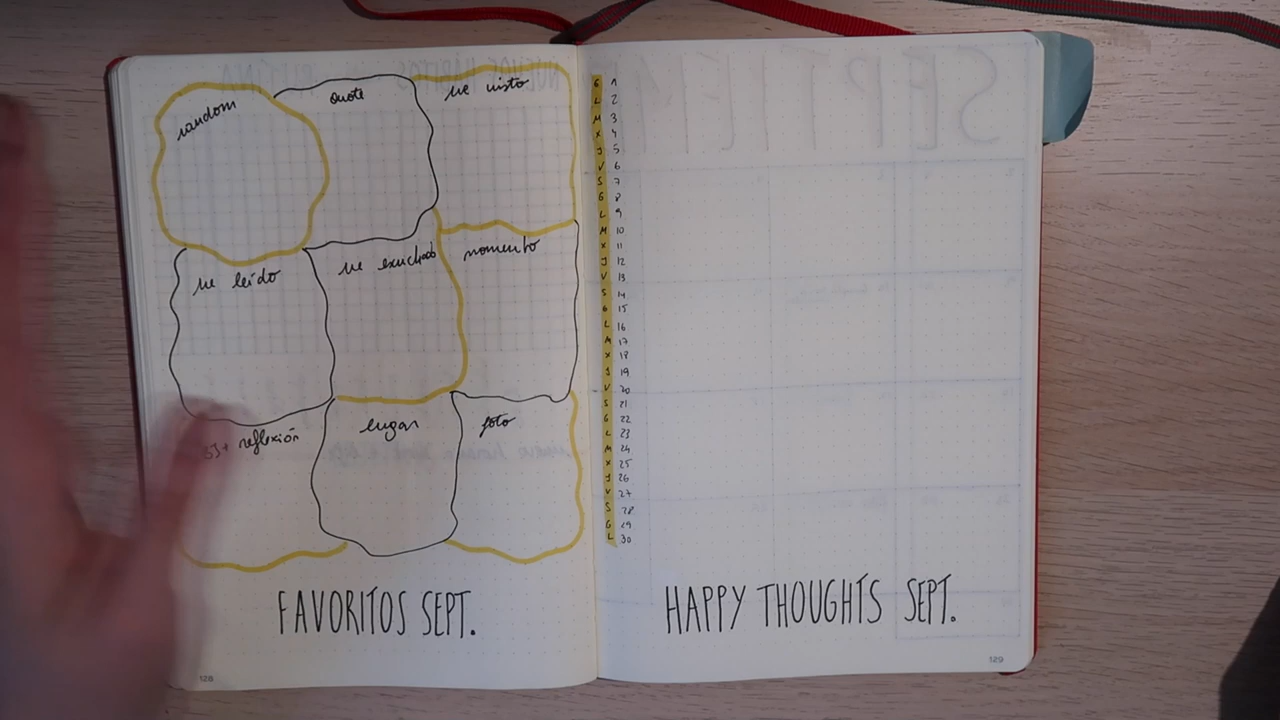 random
quote
he visto
he leído
he escuchado
momento
reflexión
lugar
foto
FAVORITOS SEPT.
128
G 1
L 2
M 3
X 4
J 5
V 6
S 7
G 8
L 9
M 10
X 11
J 12
V 13
S 14
G 15
L 16
M 17
X 18
J 19
V 20
S 21
G 22
L 23
M 24
X 25
J 26
V 27
S 28
G 29
L 30
HAPPY THOUGHTS SEPT.
129